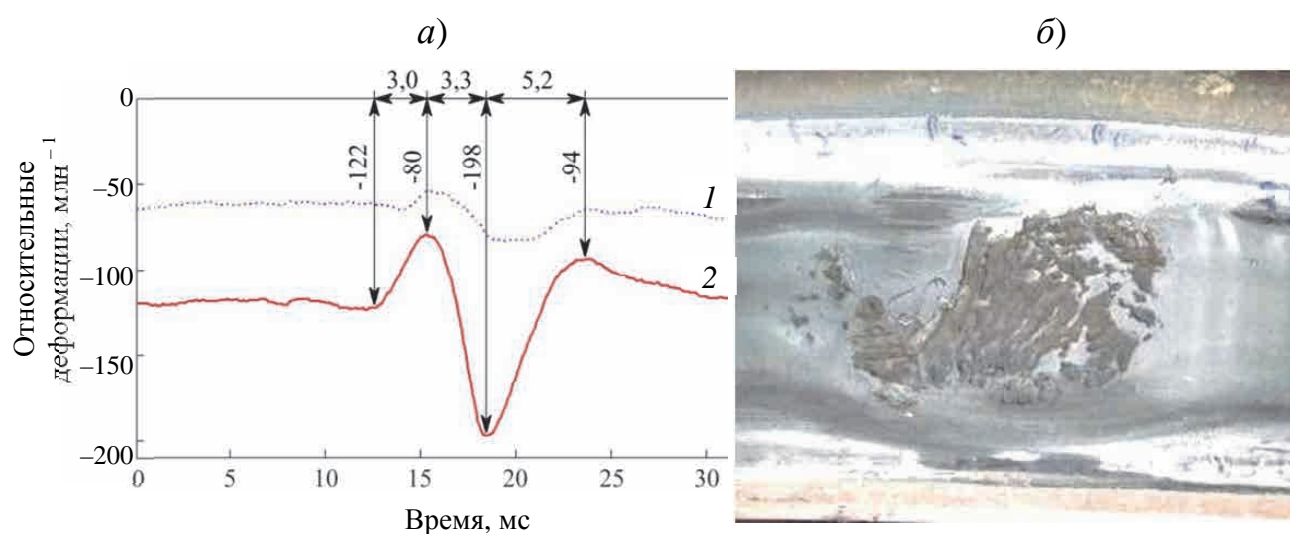 а)
б)
3,0 3,3 5,2
0
-122
-80
-198
-94
–50
1
–100
2
–150
–200
0 5 10 15 20 25 30
Относительные
деформации, млн⁻¹
Время, мс